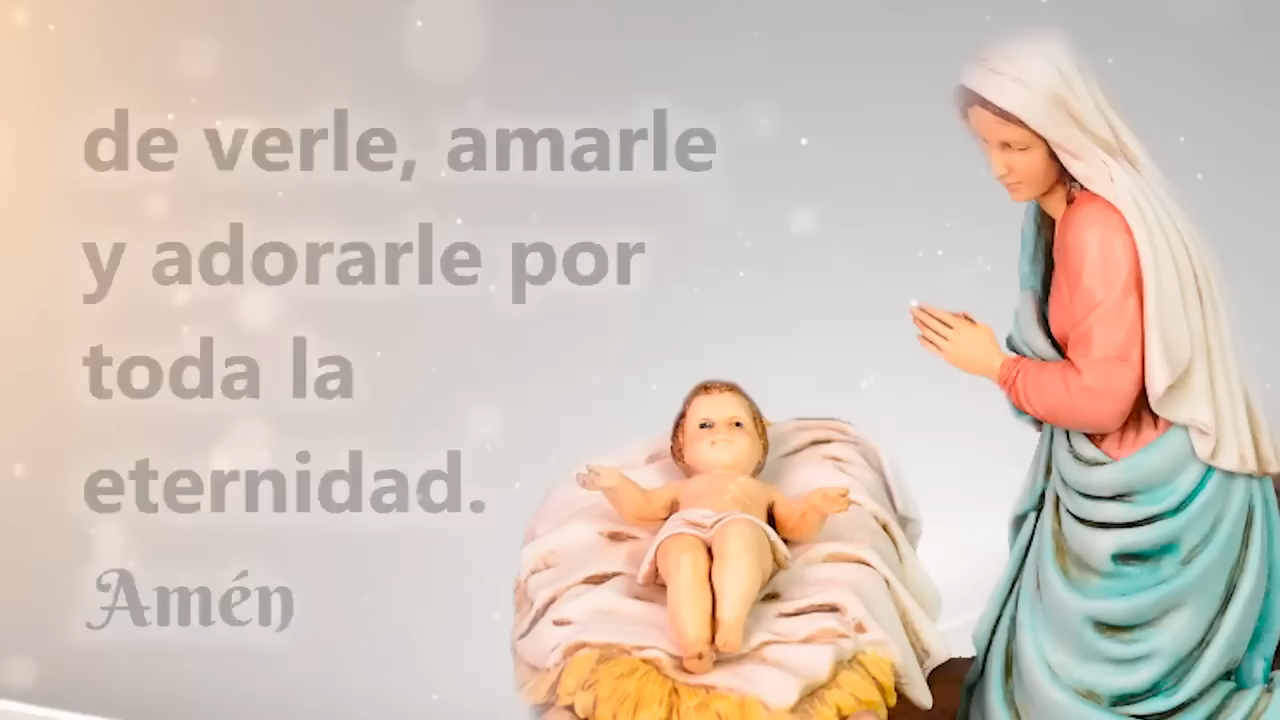 de verle, amarle
y adorarle por
toda la
eternidad.
Amén